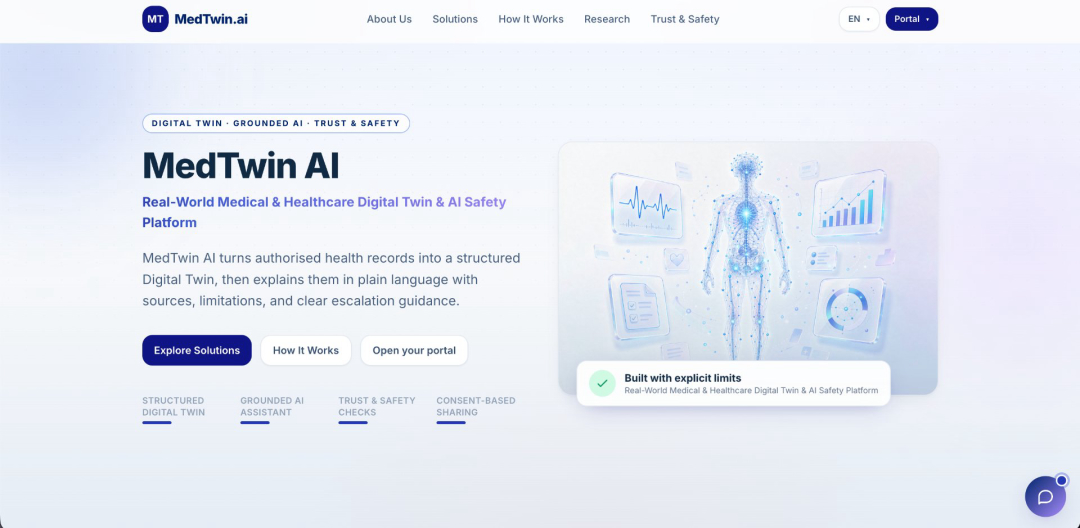 MT MedTwin.ai
About Us Solutions How It Works Research Trust & Safety
EN Portal
DIGITAL TWIN · GROUNDED AI · TRUST & SAFETY
MedTwin AI
Real-World Medical & Healthcare Digital Twin & AI Safety
Platform
MedTwin AI turns authorised health records into a structured
Digital Twin, then explains them in plain language with
sources, limitations, and clear escalation guidance.
Explore Solutions How It Works Open your portal
STRUCTURED
DIGITAL TWIN
GROUNDED AI
ASSISTANT
TRUST & SAFETY
CHECKS
CONSENT-BASED
SHARING
Built with explicit limits
Real-World Medical & Healthcare Digital Twin & AI Safety Platform